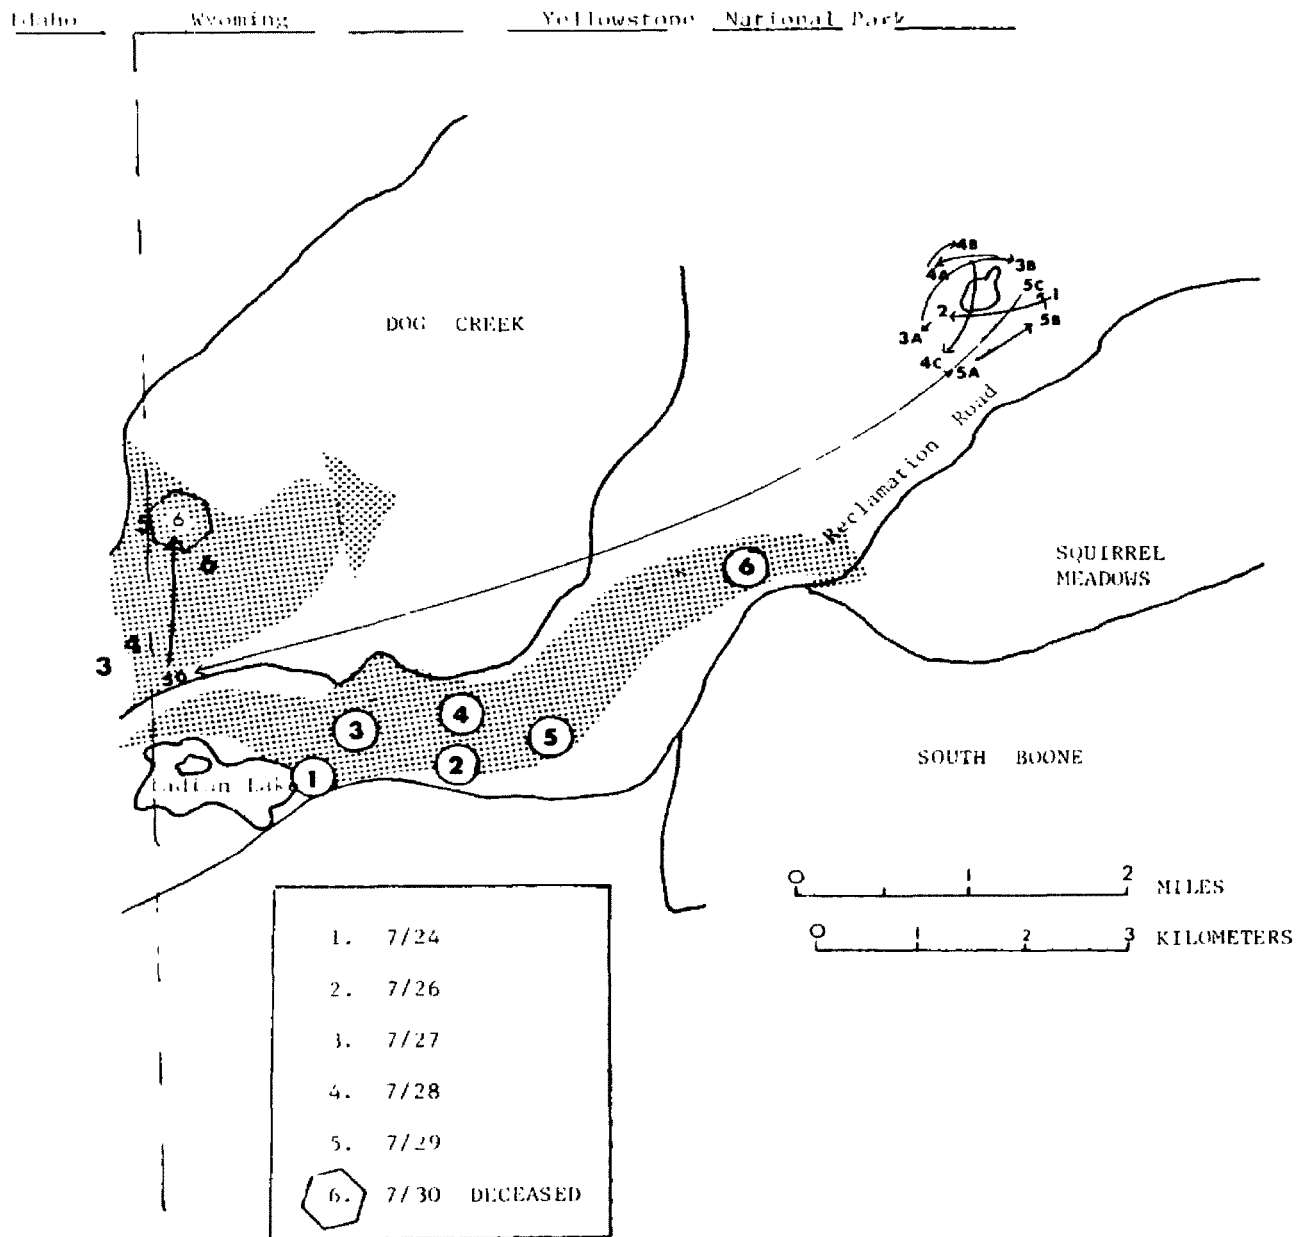 Idaho Wyoming Yellowstone National Park
4B
4A 3B
5C
2 1
5B
3A
4C
5A
DOG CREEK
Reclamation Road
5 6
6
6
SQUIRREL
MEADOWS
4
3
3
4
5
2
1
SOUTH BOONE
0 1 2 MILES
0 1 2 3 KILOMETERS
1. 7/24
2. 7/26
3. 7/27
4. 7/28
5. 7/29
6. 7/30 DECEASED